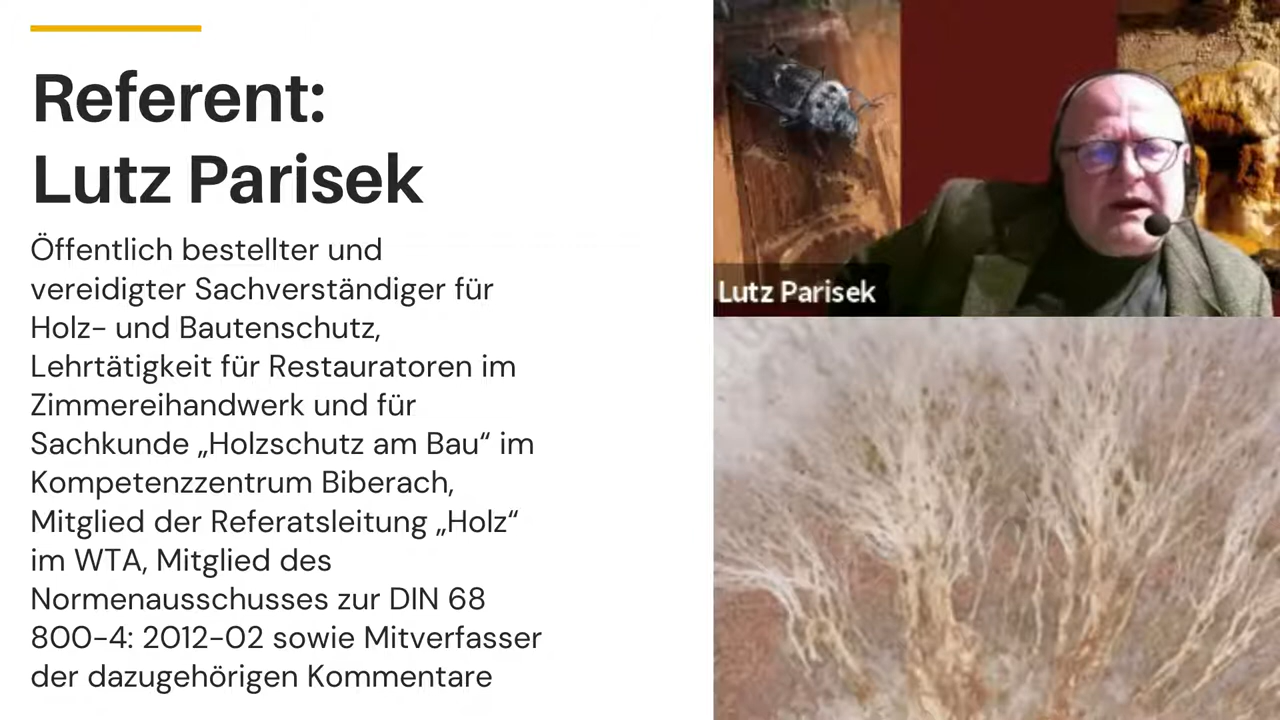 Referent:
Lutz Parisek
Öffentlich bestellter und
vereidigter Sachverständiger für
Holz- und Bautenschutz,
Lehrtätigkeit für Restauratoren im
Zimmereihandwerk und für
Sachkunde „Holzschutz am Bau“ im
Kompetenzzentrum Biberach,
Mitglied der Referatsleitung „Holz“
im WTA, Mitglied des
Normenausschusses zur DIN 68
800-4: 2012-02 sowie Mitverfasser
der dazugehörigen Kommentare
Lutz Parisek